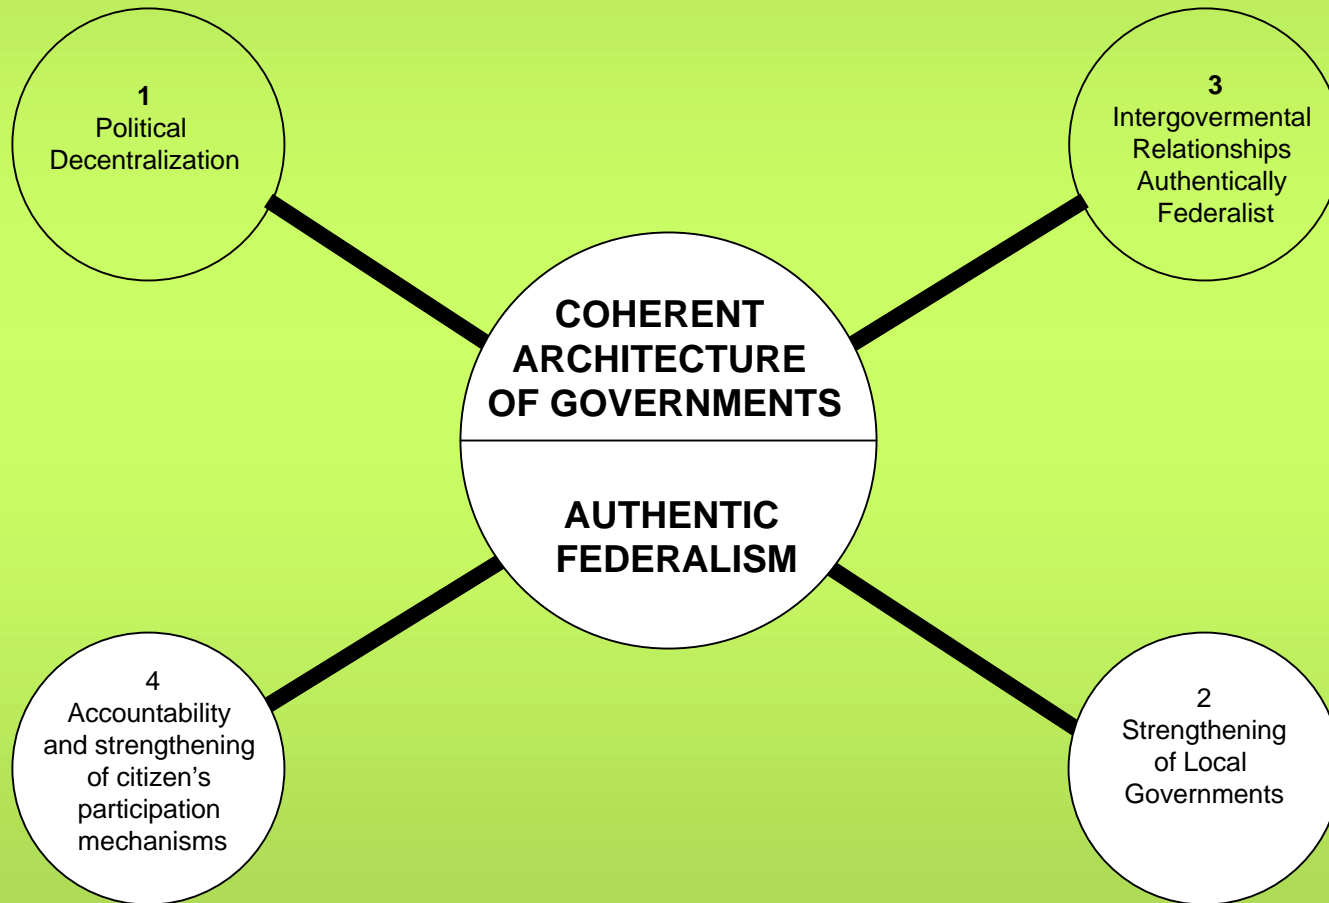 1
Political
Decentralization
3
Intergovermental
Relationships
Authentically
Federalist
COHERENT
ARCHITECTURE
OF GOVERNMENTS
AUTHENTIC
FEDERALISM
4
Accountability
and strengthening
of citizen’s
participation
mechanisms
2
Strengthening
of Local
Governments